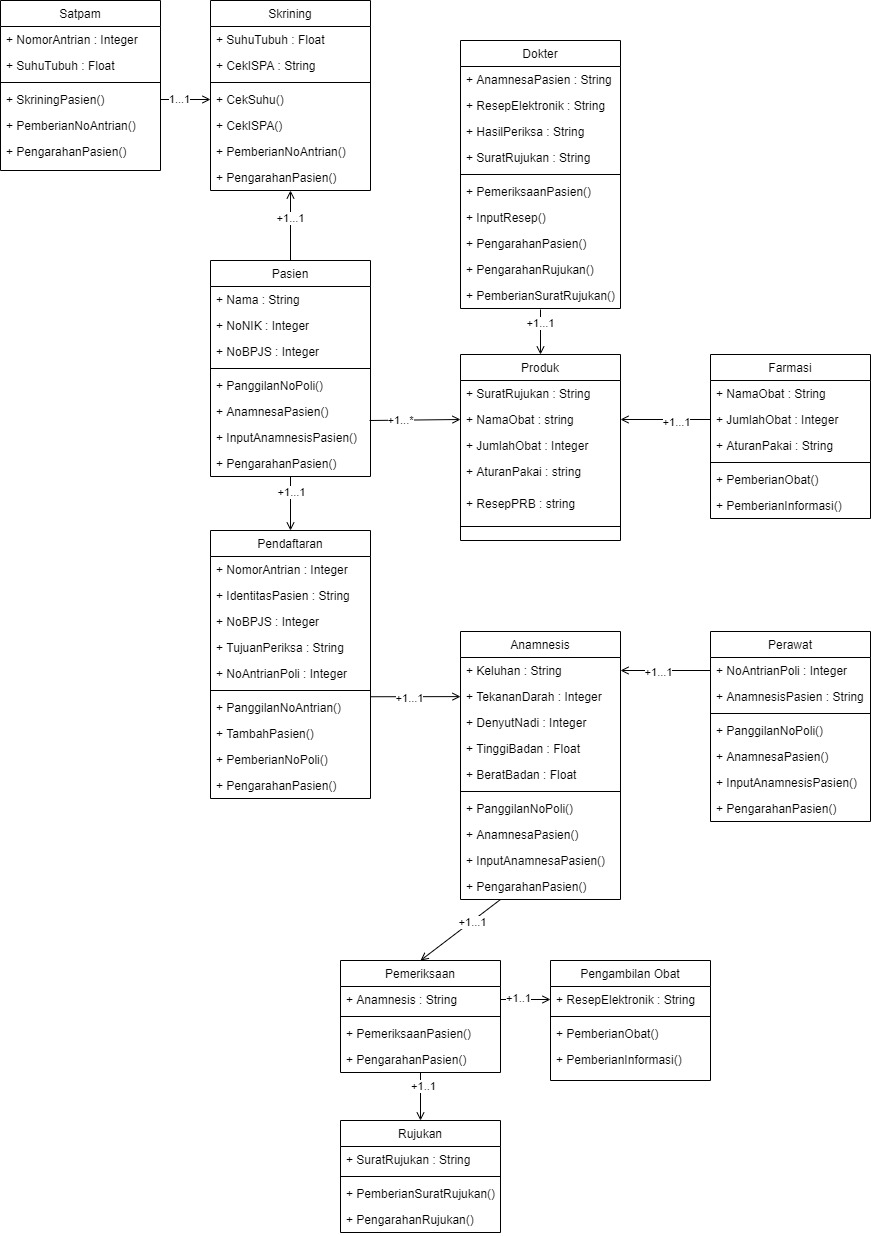 Satpam
+ NomorAntrian : Integer
+ SuhuTubuh : Float
+ SkriningPasien()
+ PemberianNoAntrian()
+ PengarahanPasien()
1...1
Skrining
+ SuhuTubuh : Float
+ CekISPA : String
+ CekSuhu()
+ CekISPA()
+ PemberianNoAntrian()
+ PengarahanPasien()
+1...1
Pasien
+ Nama : String
+ NoNIK : Integer
+ NoBPJS : Integer
+ PanggilanNoPoli()
+ AnamnesaPasien()
+ InputAnamnesisPasien()
+ PengarahanPasien()
+1...*
+1...1
Dokter
+ AnamnesaPasien : String
+ ResepElektronik : String
+ HasilPeriksa : String
+ SuratRujukan : String
+ PemeriksaanPasien()
+ InputResep()
+ PengarahanPasien()
+ PengarahanRujukan()
+ PemberianSuratRujukan()
+1...1
Produk
+ SuratRujukan : String
+ NamaObat : string
+ JumlahObat : Integer
+ AturanPakai : string
+ ResepPRB : string
+1...1
Farmasi
+ NamaObat : String
+ JumlahObat : Integer
+ AturanPakai : String
+ PemberianObat()
+ PemberianInformasi()
Pendaftaran
+ NomorAntrian : Integer
+ IdentitasPasien : String
+ NoBPJS : Integer
+ TujuanPeriksa : String
+ NoAntrianPoli : Integer
+ PanggilanNoAntrian()
+ TambahPasien()
+ PemberianNoPoli()
+ PengarahanPasien()
+1...1
Anamnesis
+ Keluhan : String
+ TekananDarah : Integer
+ DenyutNadi : Integer
+ TinggiBadan : Float
+ BeratBadan : Float
+ PanggilanNoPoli()
+ AnamnesaPasien()
+ InputAnamnesaPasien()
+ PengarahanPasien()
+1...1
Perawat
+ NoAntrianPoli : Integer
+ AnamnesisPasien : String
+ PanggilanNoPoli()
+ AnamnesaPasien()
+ InputAnamnesisPasien()
+ PengarahanPasien()
+1...1
Pemeriksaan
+ Anamnesis : String
+ PemeriksaanPasien()
+ PengarahanPasien()
+1..1
Pengambilan Obat
+ ResepElektronik : String
+ PemberianObat()
+ PemberianInformasi()
+1..1
Rujukan
+ SuratRujukan : String
+ PemberianSuratRujukan()
+ PengarahanRujukan()